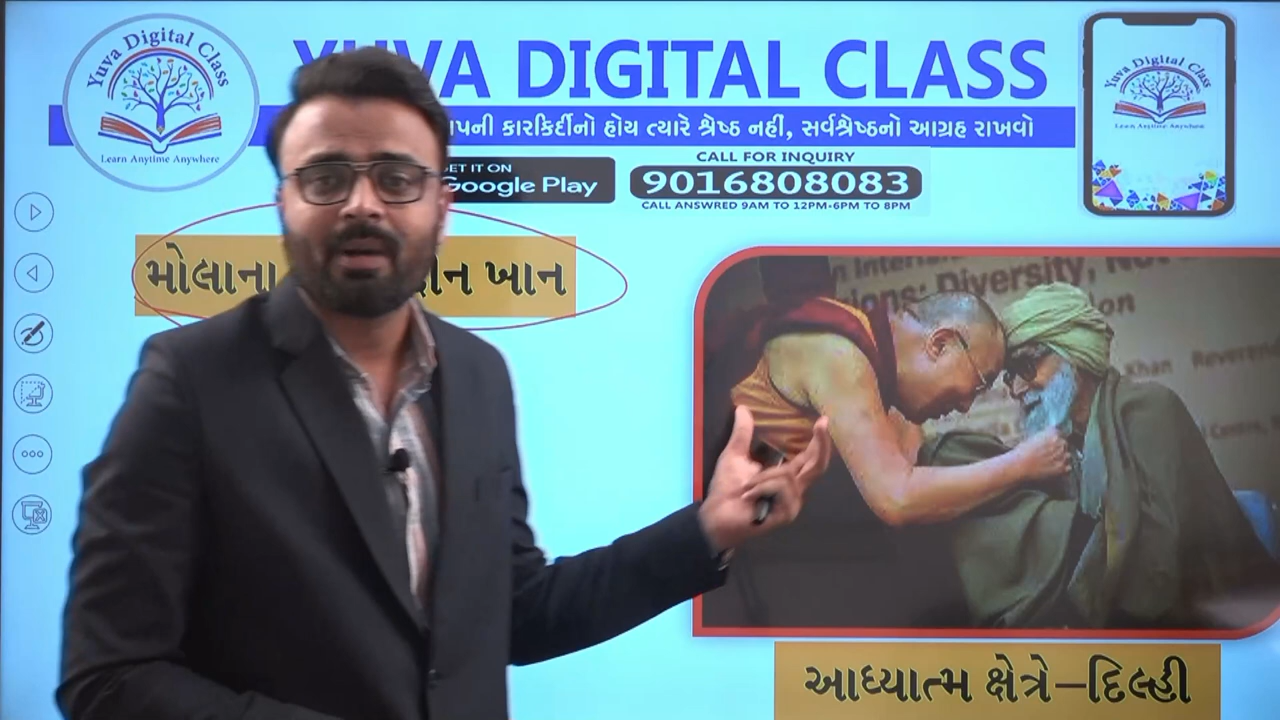 Yuva Digital Class
Learn Anytime Anywhere
YUVA DIGITAL CLASS
કારકિર્દીનો હોય ત્યારે શ્રેષ્ઠ નહીં, સર્વશ્રેષ્ઠનો આગ્રહ રાખવો
GET IT ON
Google Play
CALL FOR INQUIRY
9016808083
CALL ANSWRED 9AM TO 12PM-6PM TO 8PM
Yuva Digital Class
Learn Anytime Anywhere
મોલાના ખાન
Diversity,
Khan
આધ્યાત્મ ક્ષેત્રે–દિલ્હી